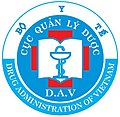 BỘ Y TẾ
CỤC QUẢN LÝ DƯỢC
D.A.V
DRUG ADMINISTRATION OF VIETNAM